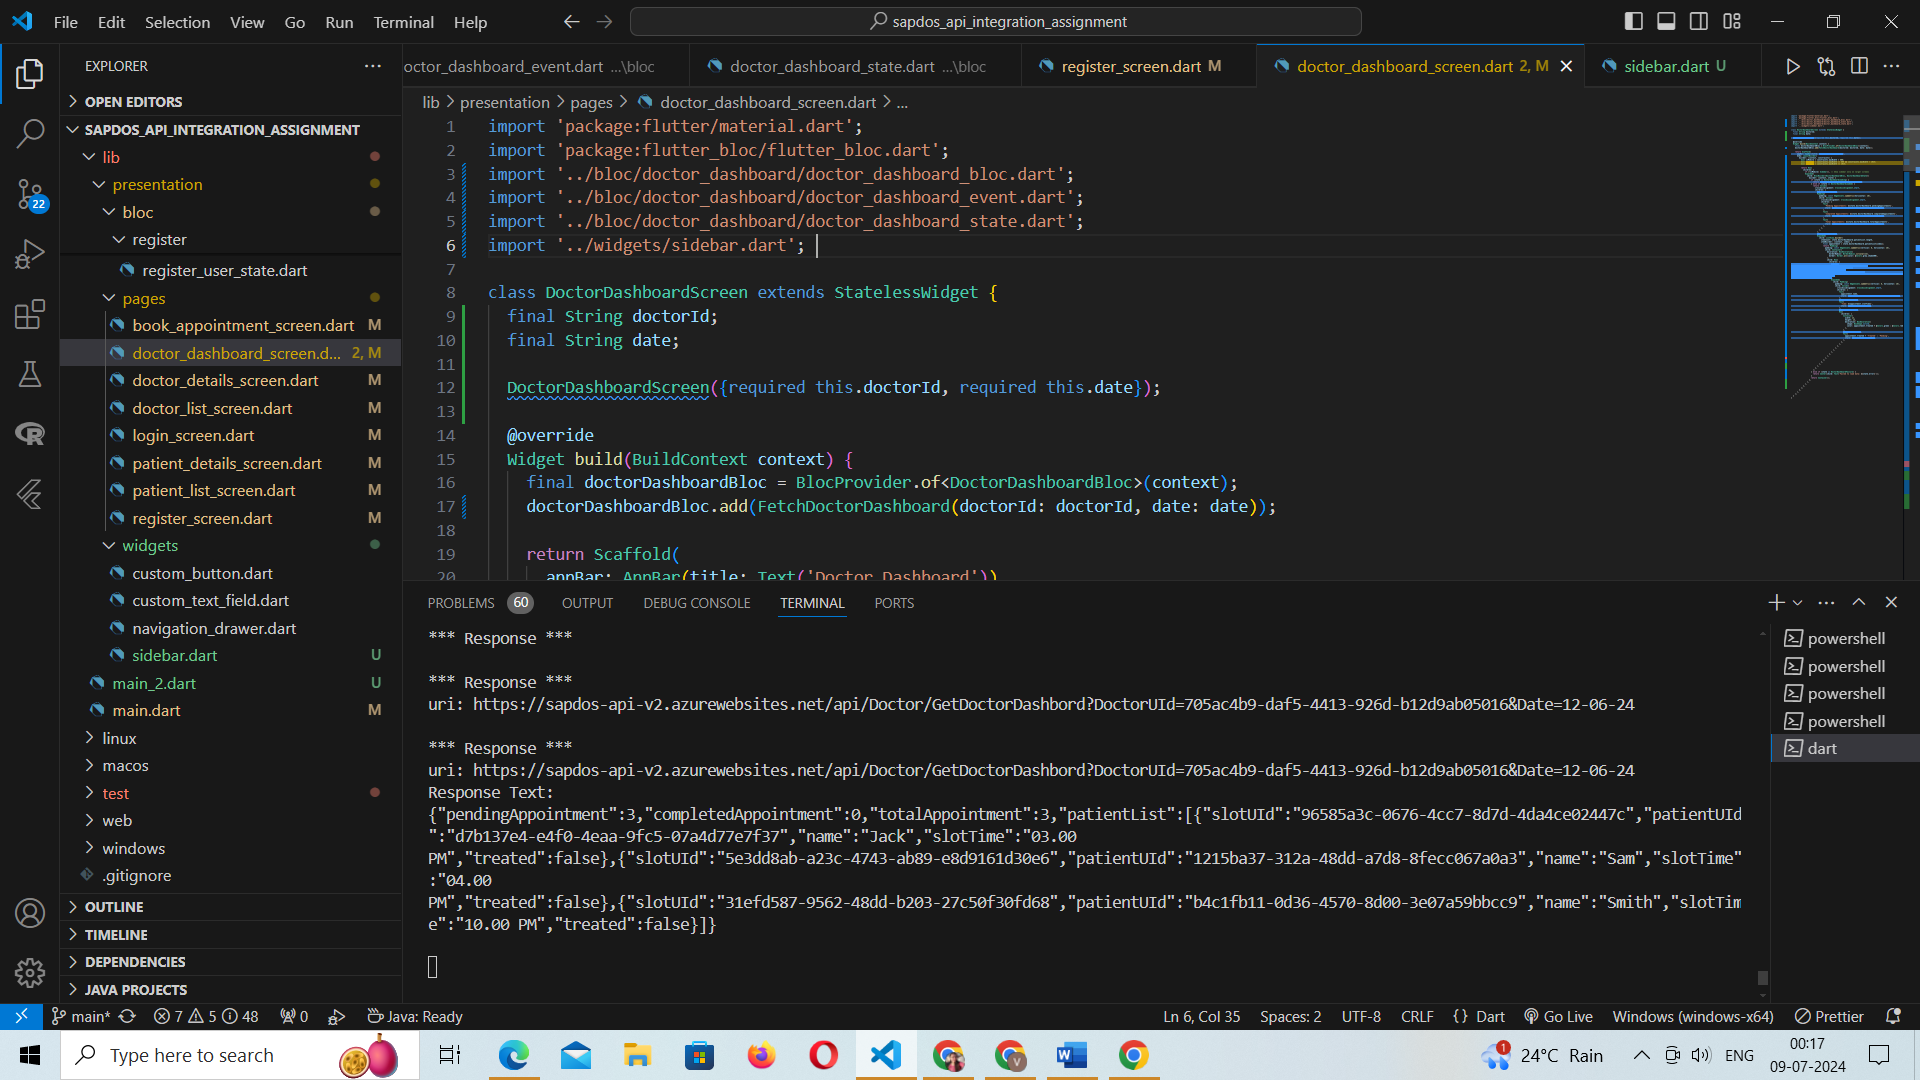 File Edit Selection View Go Run Terminal Help
sapdos_api_integration_assignment
EXPLORER
OPEN EDITORS
SAPDOS_API_INTEGRATION_ASSIGNMENT
lib
presentation
bloc
register
register_user_state.dart
pages
book_appointment_screen.dart M
doctor_dashboard_screen.d... 2, M
doctor_details_screen.dart M
doctor_list_screen.dart M
login_screen.dart M
patient_details_screen.dart M
patient_list_screen.dart M
register_screen.dart M
widgets
custom_button.dart
custom_text_field.dart
navigation_drawer.dart
sidebar.dart U
main_2.dart U
main.dart M
linux
macos
test
web
windows
.gitignore
OUTLINE
TIMELINE
DEPENDENCIES
JAVA PROJECTS
22
octor_dashboard_event.dart ...\bloc
doctor_dashboard_state.dart ...\bloc
register_screen.dart M
doctor_dashboard_screen.dart 2, M
sidebar.dart U
lib > presentation > pages > doctor_dashboard_screen.dart > ...
1 import 'package:flutter/material.dart';
2 import 'package:flutter_bloc/flutter_bloc.dart';
3 import '../bloc/doctor_dashboard/doctor_dashboard_bloc.dart';
4 import '../bloc/doctor_dashboard/doctor_dashboard_event.dart';
5 import '../bloc/doctor_dashboard/doctor_dashboard_state.dart';
6 import '../widgets/sidebar.dart';
7
8 class DoctorDashboardScreen extends StatelessWidget {
9 final String doctorId;
10 final String date;
11
12 DoctorDashboardScreen({required this.doctorId, required this.date});
13
14 @override
15 Widget build(BuildContext context) {
16 final doctorDashboardBloc = BlocProvider.of<DoctorDashboardBloc>(context);
17 doctorDashboardBloc.add(FetchDoctorDashboard(doctorId: doctorId, date: date));
18
19 return Scaffold(
20 appBar: AppBar(title: Text('Doctor Dashboard'))
PROBLEMS 60 OUTPUT DEBUG CONSOLE TERMINAL PORTS
*** Response ***
*** Response ***
uri: https://sapdos-api-v2.azurewebsites.net/api/Doctor/GetDoctorDashbord?DoctorUId=705ac4b9-daf5-4413-926d-b12d9ab05016&Date=12-06-24
*** Response ***
uri: https://sapdos-api-v2.azurewebsites.net/api/Doctor/GetDoctorDashbord?DoctorUId=705ac4b9-daf5-4413-926d-b12d9ab05016&Date=12-06-24
Response Text:
{"pendingAppointment":3,"completedAppointment":0,"totalAppointment":3,"patientList":[{"slotUId":"96585a3c-0676-4cc7-8d7d-4da4ce02447c","patientUId
":"d7b137e4-e4f0-4eaa-9fc5-07a4d77e7f37","name":"Jack","slotTime":"03.00
PM","treated":false},{"slotUId":"5e3dd8ab-a23c-4743-ab89-e8d9161d30e6","patientUId":"1215ba37-312a-48dd-a7d8-8fecc067a0a3","name":"Sam","slotTime"
:"04.00
PM","treated":false},{"slotUId":"31efd587-9562-48dd-b203-27c50f30fd68","patientUId":"b4c1fb11-0d36-4570-8d00-3e07a59bbcc9","name":"Smith","slotTim
e":"10.00 PM","treated":false}]}
powershell
powershell
powershell
powershell
dart
main* 7 5 48 0 Java: Ready
Ln 6, Col 35 Spaces: 2 UTF-8 CRLF {} Dart Go Live Windows (windows-x64) Prettier
Type here to search
1 24°C Rain ENG 00:17
09-07-2024